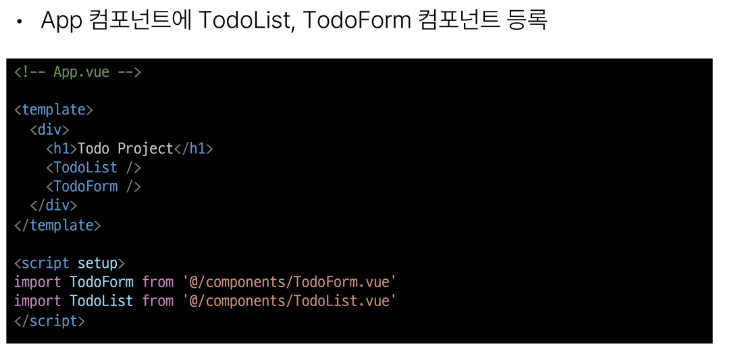 • App 컴포넌트에 TodoList, TodoForm 컴포넌트 등록
<!-- App.vue -->
<template>
  <div>
    <h1>Todo Project</h1>
    <TodoList />
    <TodoForm />
  </div>
</template>
<script setup>
import TodoForm from '@/components/TodoForm.vue'
import TodoList from '@/components/TodoList.vue'
</script>